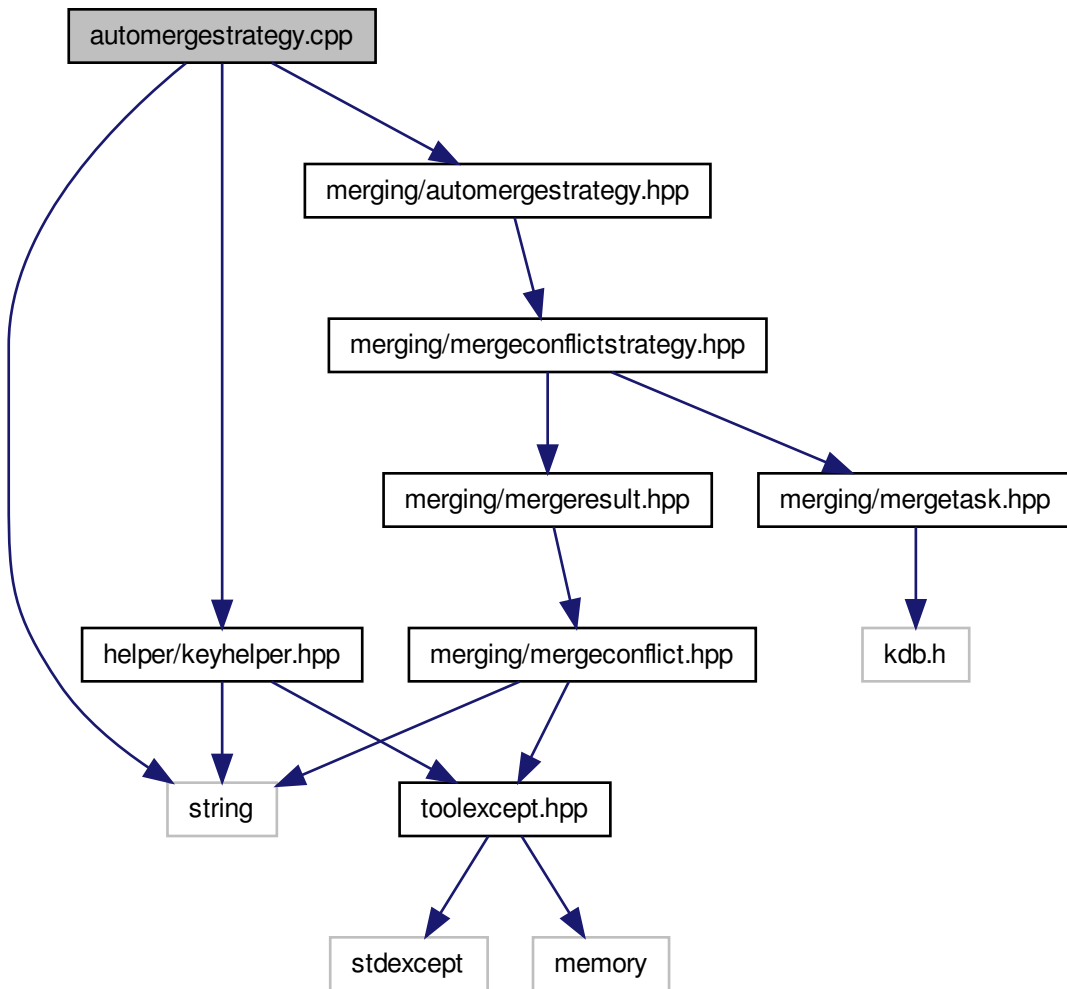 automergestrategy.cpp
merging/automergestrategy.hpp
merging/mergeconflictstrategy.hpp
merging/mergeresult.hpp
merging/mergetask.hpp
helper/keyhelper.hpp
merging/mergeconflict.hpp
kdb.h
string
toolexcept.hpp
stdexcept
memory